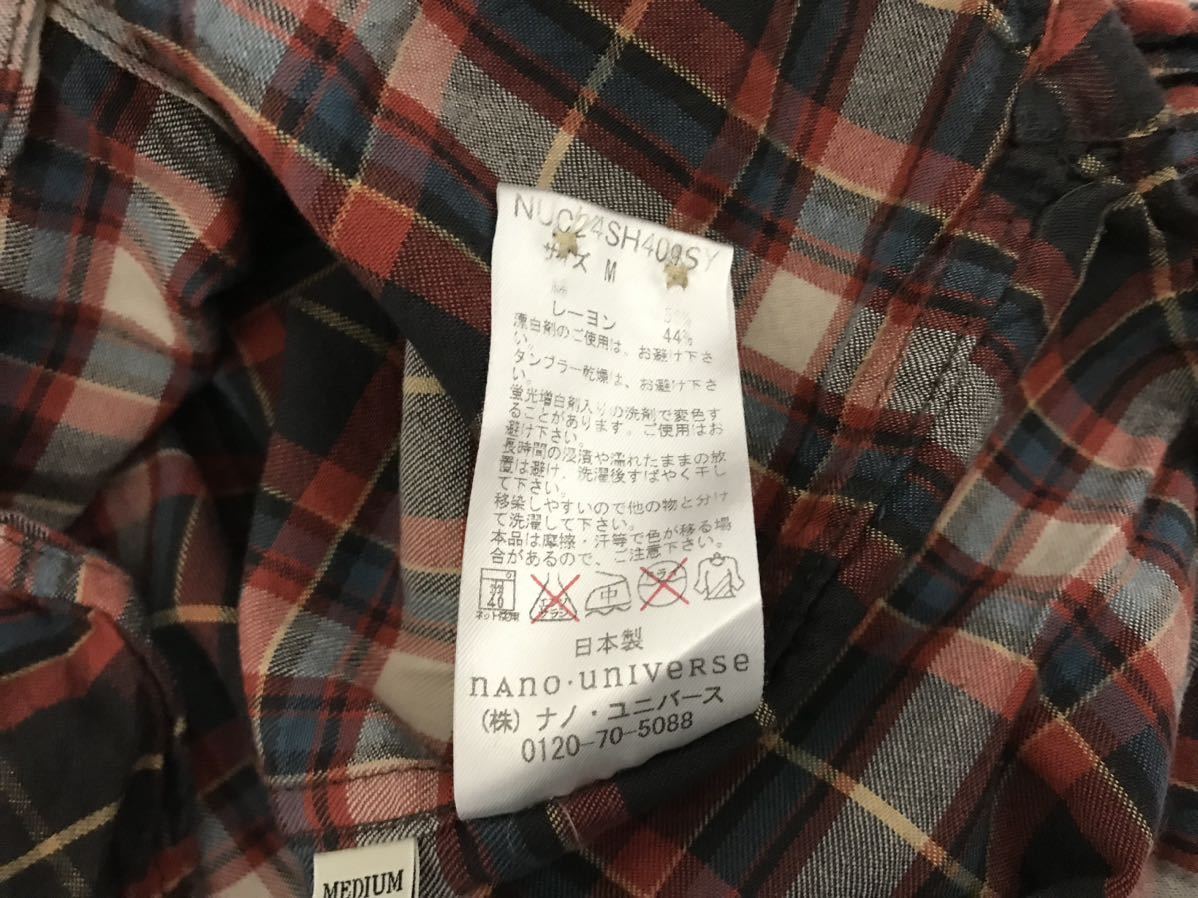 NUC24SH409SY
サイズ M
レーヨン 44%
漂白剤のご使用は、お避け下さ
い。
タンブラー乾燥は、お避け下さ
い。
蛍光増白剤入りの洗剤で変色す
ることがあります。ご使用はお
避け下さい。
長時間の浸漬や濡れたままの放
置は避け、洗濯後すばやく干し
て下さい。
移染しやすいので他の物と分け
て洗濯して下さい。
本品は摩擦・汗等で色が移る場
合があるので、ご注意下さい。
40 中
ネット使用
日本製
nano・universe
(株) ナノ・ユニバース
0120-70-5088
MEDIUM